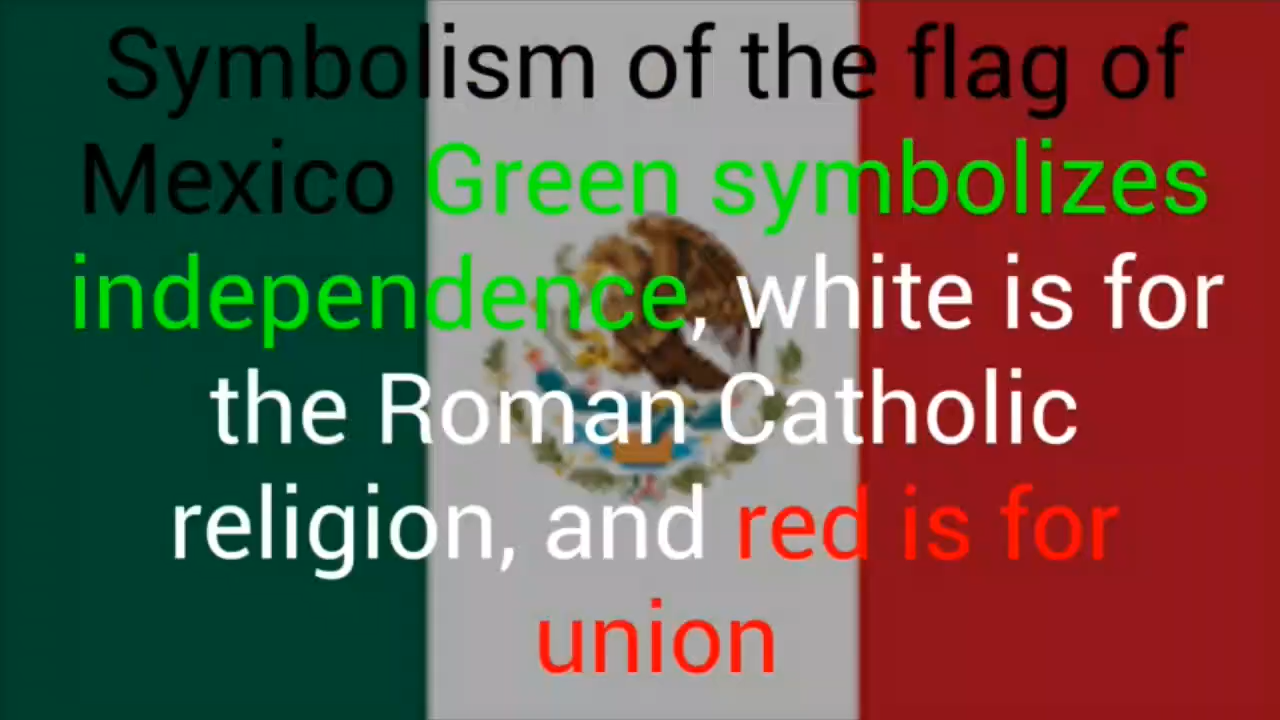 Symbolism of the flag of
Mexico Green symbolizes
independence, white is for
the Roman Catholic
religion, and red is for
union